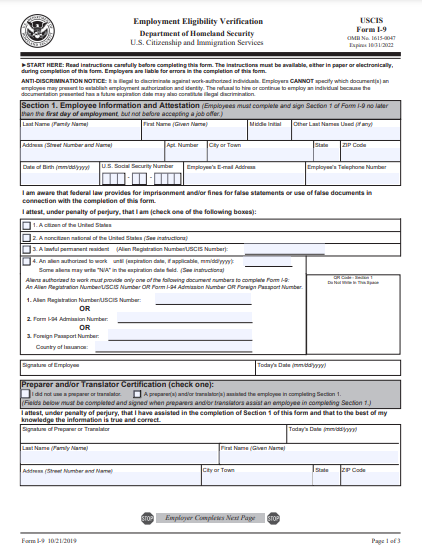 Employment Eligibility Verification
Department of Homeland Security
U.S. Citizenship and Immigration Services
USCIS
Form I-9
OMB No. 1615-0047
Expires 10/31/2022
►START HERE: Read instructions carefully before completing this form. The instructions must be available, either in paper or electronically,
during completion of this form. Employers are liable for errors in the completion of this form.
ANTI-DISCRIMINATION NOTICE: It is illegal to discriminate against work-authorized individuals. Employers CANNOT specify which document(s) an
employee may present to establish employment authorization and identity. The refusal to hire or continue to employ an individual because the
documentation presented has a future expiration date may also constitute illegal discrimination.
Section 1. Employee Information and Attestation (Employees must complete and sign Section 1 of Form I-9 no later
than the first day of employment, but not before accepting a job offer.)
Last Name (Family Name) First Name (Given Name) Middle Initial Other Last Names Used (if any)
Address (Street Number and Name) Apt. Number City or Town State ZIP Code
Date of Birth (mm/dd/yyyy) U.S. Social Security Number Employee's E-mail Address Employee's Telephone Number
- -
I am aware that federal law provides for imprisonment and/or fines for false statements or use of false documents in
connection with the completion of this form.
I attest, under penalty of perjury, that I am (check one of the following boxes):
1. A citizen of the United States
2. A noncitizen national of the United States (See instructions)
3. A lawful permanent resident (Alien Registration Number/USCIS Number):
4. An alien authorized to work until (expiration date, if applicable, mm/dd/yyyy):
Some aliens may write "N/A" in the expiration date field. (See instructions)
Aliens authorized to work must provide only one of the following document numbers to complete Form I-9:
An Alien Registration Number/USCIS Number OR Form I-94 Admission Number OR Foreign Passport Number.
QR Code - Section 1
Do Not Write In This Space
1. Alien Registration Number/USCIS Number:
OR
2. Form I-94 Admission Number:
OR
3. Foreign Passport Number:
Country of Issuance:
Signature of Employee Today's Date (mm/dd/yyyy)
Preparer and/or Translator Certification (check one):
I did not use a preparer or translator. A preparer(s) and/or translator(s) assisted the employee in completing Section 1.
(Fields below must be completed and signed when preparers and/or translators assist an employee in completing Section 1.)
I attest, under penalty of perjury, that I have assisted in the completion of Section 1 of this form and that to the best of my
knowledge the information is true and correct.
Signature of Preparer or Translator Today's Date (mm/dd/yyyy)
Last Name (Family Name) First Name (Given Name)
Address (Street Number and Name) City or Town State ZIP Code
STOP Employer Completes Next Page STOP
Form I-9 10/21/2019 Page 1 of 3